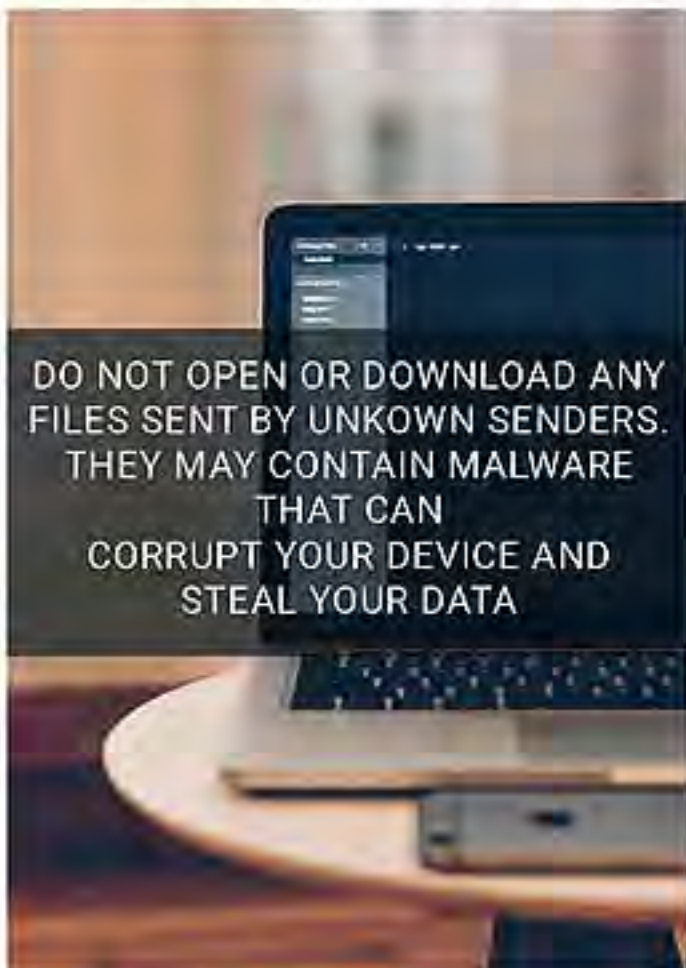 DO NOT OPEN OR DOWNLOAD ANY
FILES SENT BY UNKOWN SENDERS.
THEY MAY CONTAIN MALWARE
THAT CAN
CORRUPT YOUR DEVICE AND
STEAL YOUR DATA